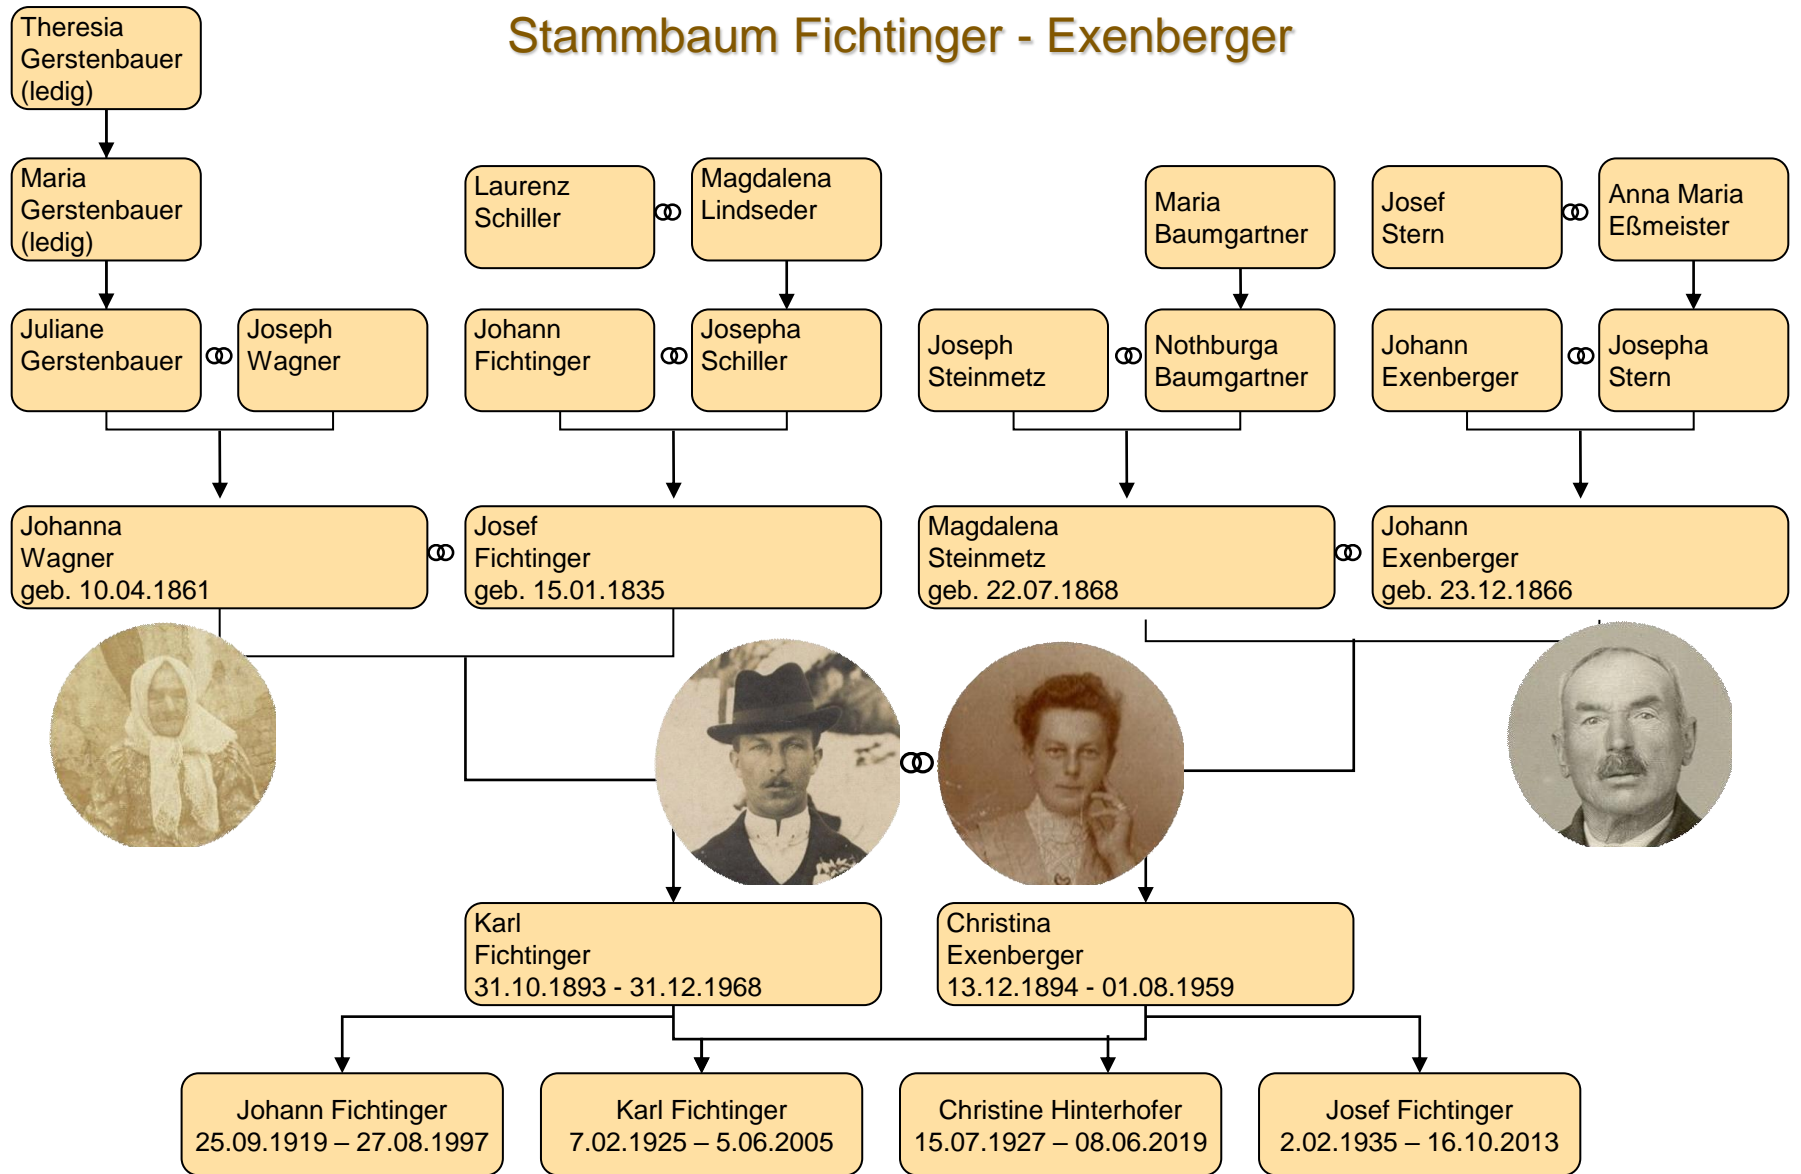 Stammbaum Fichtinger - Exenberger
Theresia
Gerstenbauer
(ledig)
Maria
Gerstenbauer
(ledig)
Laurenz
Schiller
Magdalena
Lindseder
Maria
Baumgartner
Josef
Stern
Anna Maria
Eßmeister
Juliane
Gerstenbauer
Joseph
Wagner
Johann
Fichtinger
Josepha
Schiller
Joseph
Steinmetz
Nothburga
Baumgartner
Johann
Exenberger
Josepha
Stern
Johanna
Wagner
geb. 10.04.1861
Josef
Fichtinger
geb. 15.01.1835
Magdalena
Steinmetz
geb. 22.07.1868
Johann
Exenberger
geb. 23.12.1866
Karl
Fichtinger
31.10.1893 - 31.12.1968
Christina
Exenberger
13.12.1894 - 01.08.1959
Johann Fichtinger
25.09.1919 – 27.08.1997
Karl Fichtinger
7.02.1925 – 5.06.2005
Christine Hinterhofer
15.07.1927 – 08.06.2019
Josef Fichtinger
2.02.1935 – 16.10.2013